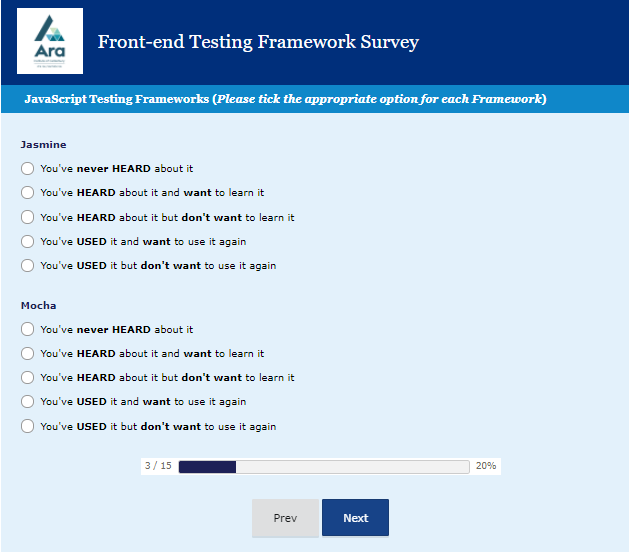 Ara
Front-end Testing Framework Survey
JavaScript Testing Frameworks (Please tick the appropriate option for each Framework)
Jasmine
You've never HEARD about it
You've HEARD about it and want to learn it
You've HEARD about it but don't want to learn it
You've USED it and want to use it again
You've USED it but don't want to use it again
Mocha
You've never HEARD about it
You've HEARD about it and want to learn it
You've HEARD about it but don't want to learn it
You've USED it and want to use it again
You've USED it but don't want to use it again
3 / 15 20%
Prev Next